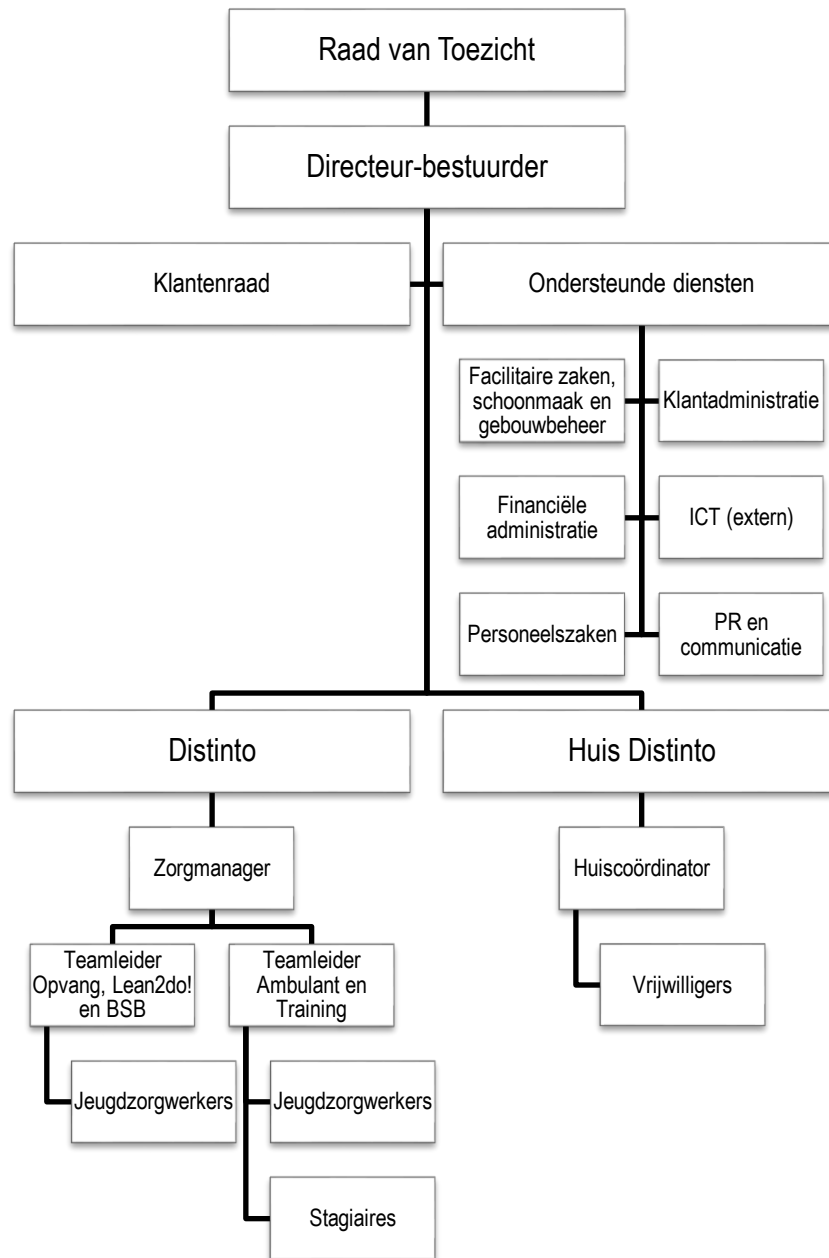 Raad van Toezicht
Directeur-bestuurder
Klantenraad
Ondersteunde diensten
Facilitaire zaken,
schoonmaak en
gebouwbeheer
Klantadministratie
Financiële
administratie
ICT (extern)
Personeelszaken
PR en
communicatie
Distinto
Huis Distinto
Zorgmanager
Huiscoördinator
Teamleider
Opvang, Lean2do!
en BSB
Teamleider
Ambulant en
Training
Vrijwilligers
Jeugdzorgwerkers
Jeugdzorgwerkers
Stagiaires